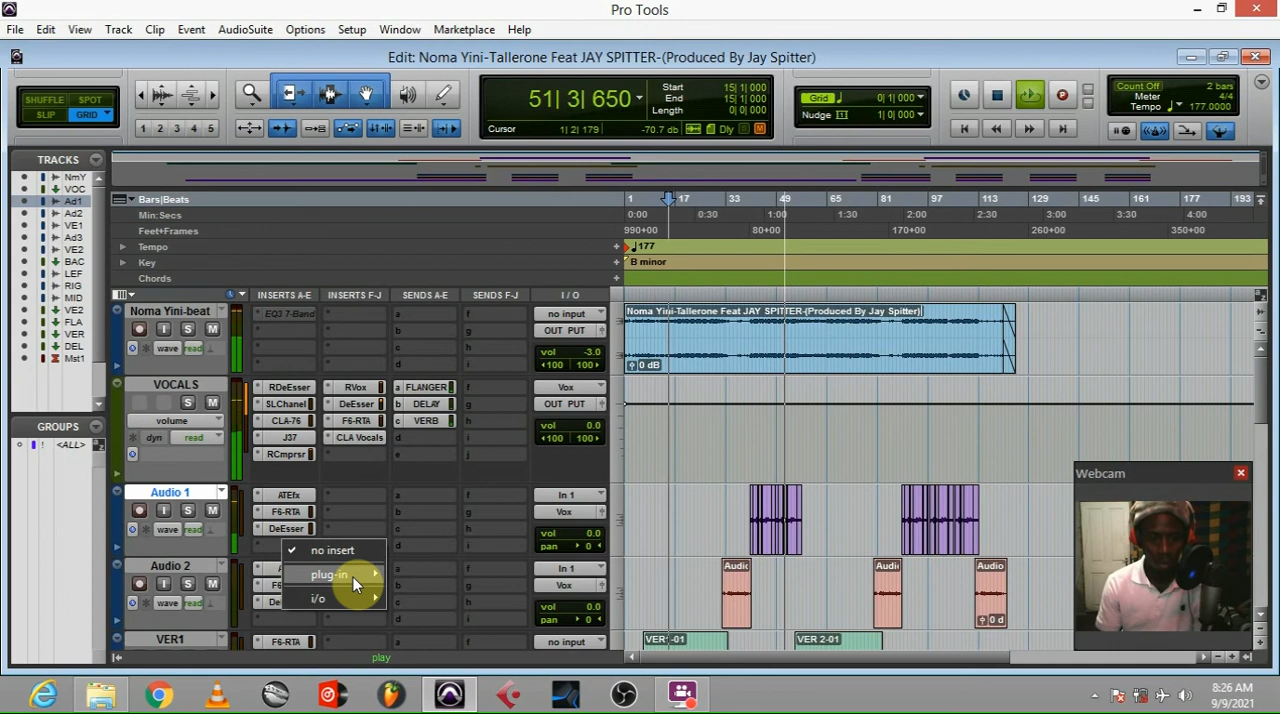 Pro Tools
File Edit View Track Clip Event AudioSuite Options Setup Window Marketplace Help
Edit: Noma Yini-Tallerone Feat JAY SPITTER-(Produced By Jay Spitter)
SHUFFLE SPOT
SLIP GRID
1 2 3 4 5
51| 3| 650
Start 15| 1| 000
End 15| 1| 000
Length 0| 0| 000
Cursor 1| 2| 179 -70.7 db Dly
Grid 0| 1| 000
Nudge 1| 0| 000
Count Off 2 bars
Meter 4/4
Tempo 177.0000
TRACKS
NmY
VOC
Ad1
Ad2
VE1
Ad3
VE2
BAC
LEF
RIG
MID
VE2
FLA
VER
DEL
Mst1
GROUPS
! <ALL>
Bars|Beats 1 17 33 49 65 81 97 113 129 145 161 177 193
Min:Secs 0:00 0:30 1:00 1:30 2:00 2:30 3:00 3:30 4:00
Feet+Frames 990+00 80+00 170+00 260+00 350+00
Tempo 177
Key B minor
Chords
INSERTS A-E INSERTS F-J SENDS A-E SENDS F-J I / O
Noma Yini-beat EQ3 7-Band a f no input
I S M b g OUT PUT
wave read c h vol -3.0
d i 100 100
Noma Yini-Tallerone Feat JAY SPITTER-(Produced By Jay Spitter)
0 dB
VOCALS RDeEsser RVox a FLANGER f Vox
S M SLChanel DeEsser b DELAY g OUT PUT
volume CLA-76 F6-RTA c VERB h vol 0.0
dyn read J37 CLA Vocals d i 100 100
RCmprsr e j
Audio 1 ATEfx a f In 1
I S M F6-RTA b g Vox
wave read DeEsser c h vol 0.0
d i pan 0
no insert
plug-in
i/o
Audio 2 a f In 1
I S M b g Vox
wave read c h vol 0.0
d i pan 0
Audio Audio Audio
0 d
VER1 F6-RTA a f no input
VER 2-01
play
Webcam
8:26 AM
9/9/2021